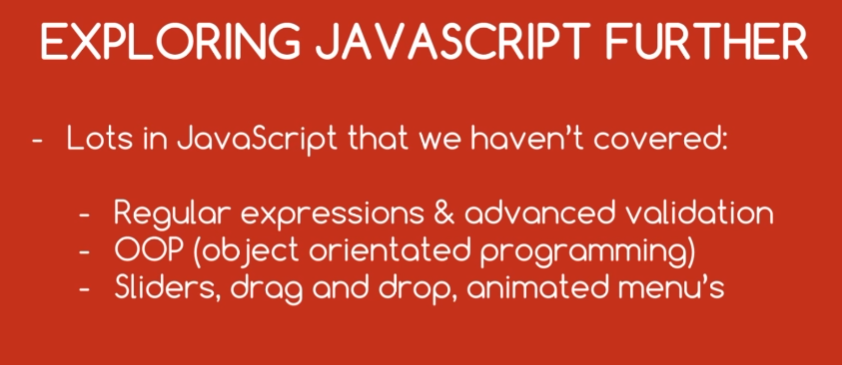 EXPLORING JAVASCRIPT FURTHER
- Lots in JavaScript that we haven't covered:
- Regular expressions & advanced validation
- OOP (object orientated programming)
- Sliders, drag and drop, animated menu's